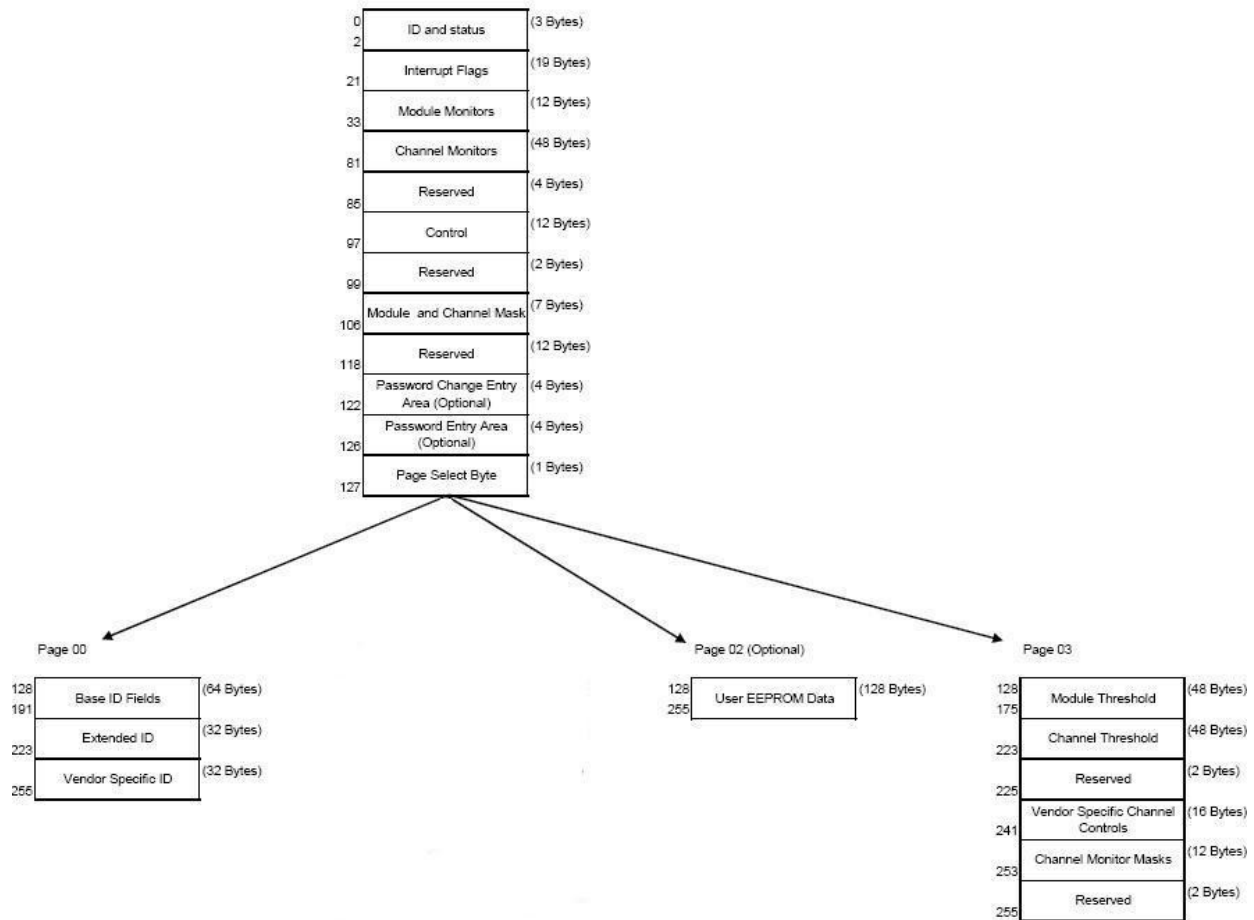 0
ID and status
(3 Bytes)
2
Interrupt Flags
(19 Bytes)
21
Module Monitors
(12 Bytes)
33
Channel Monitors
(48 Bytes)
81
Reserved
(4 Bytes)
85
Control
(12 Bytes)
97
Reserved
(2 Bytes)
99
Module and Channel Mask
(7 Bytes)
106
Reserved
(12 Bytes)
118
Password Change Entry
Area (Optional)
(4 Bytes)
122
Password Entry Area
(Optional)
(4 Bytes)
126
Page Select Byte
(1 Bytes)
127
Page 00
128
Base ID Fields
(64 Bytes)
191
Extended ID
(32 Bytes)
223
Vendor Specific ID
(32 Bytes)
255
Page 02 (Optional)
128
User EEPROM Data
(128 Bytes)
255
Page 03
128
Module Threshold
(48 Bytes)
175
Channel Threshold
(48 Bytes)
223
Reserved
(2 Bytes)
225
Vendor Specific Channel
Controls
(16 Bytes)
241
Channel Monitor Masks
(12 Bytes)
253
Reserved
(2 Bytes)
255